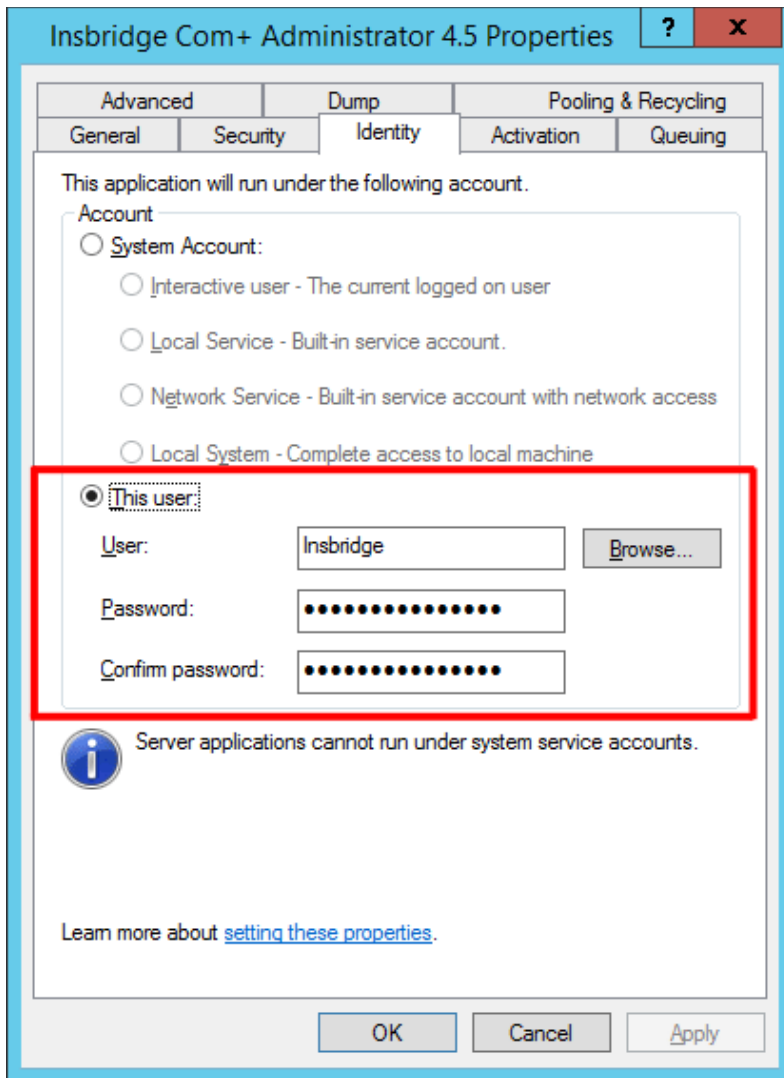 Insbridge Com+ Administrator 4.5 Properties ? x
Advanced Dump Pooling & Recycling
General Security Identity Activation Queuing
This application will run under the following account.
Account
System Account:
Interactive user - The current logged on user
Local Service - Built-in service account.
Network Service - Built-in service account with network access
Local System - Complete access to local machine
This user:
User: Insbridge Browse...
Password: •••••••••••••••
Confirm password: •••••••••••••••
Server applications cannot run under system service accounts.
Learn more about setting these properties.
OK Cancel Apply